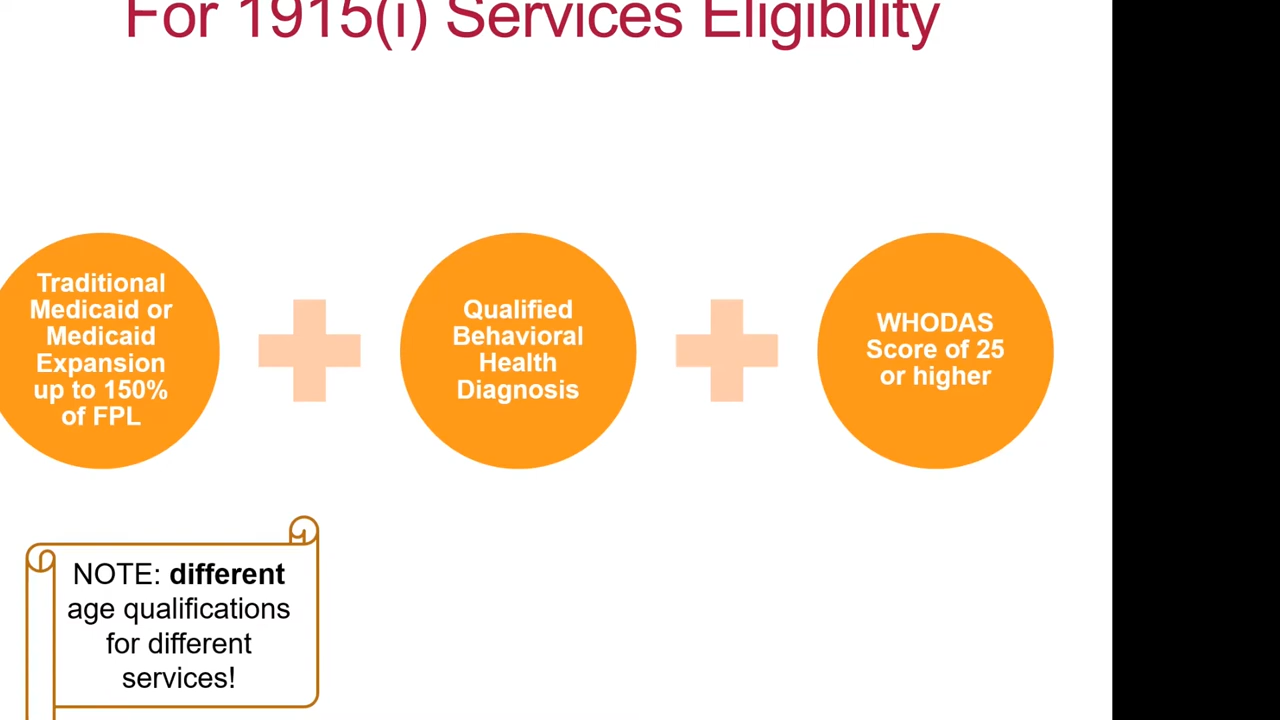 For 1915(i) Services Eligibility
Traditional
Medicaid or
Medicaid
Expansion
up to 150%
of FPL
Qualified
Behavioral
Health
Diagnosis
WHODAS
Score of 25
or higher
NOTE: different
age qualifications
for different
services!